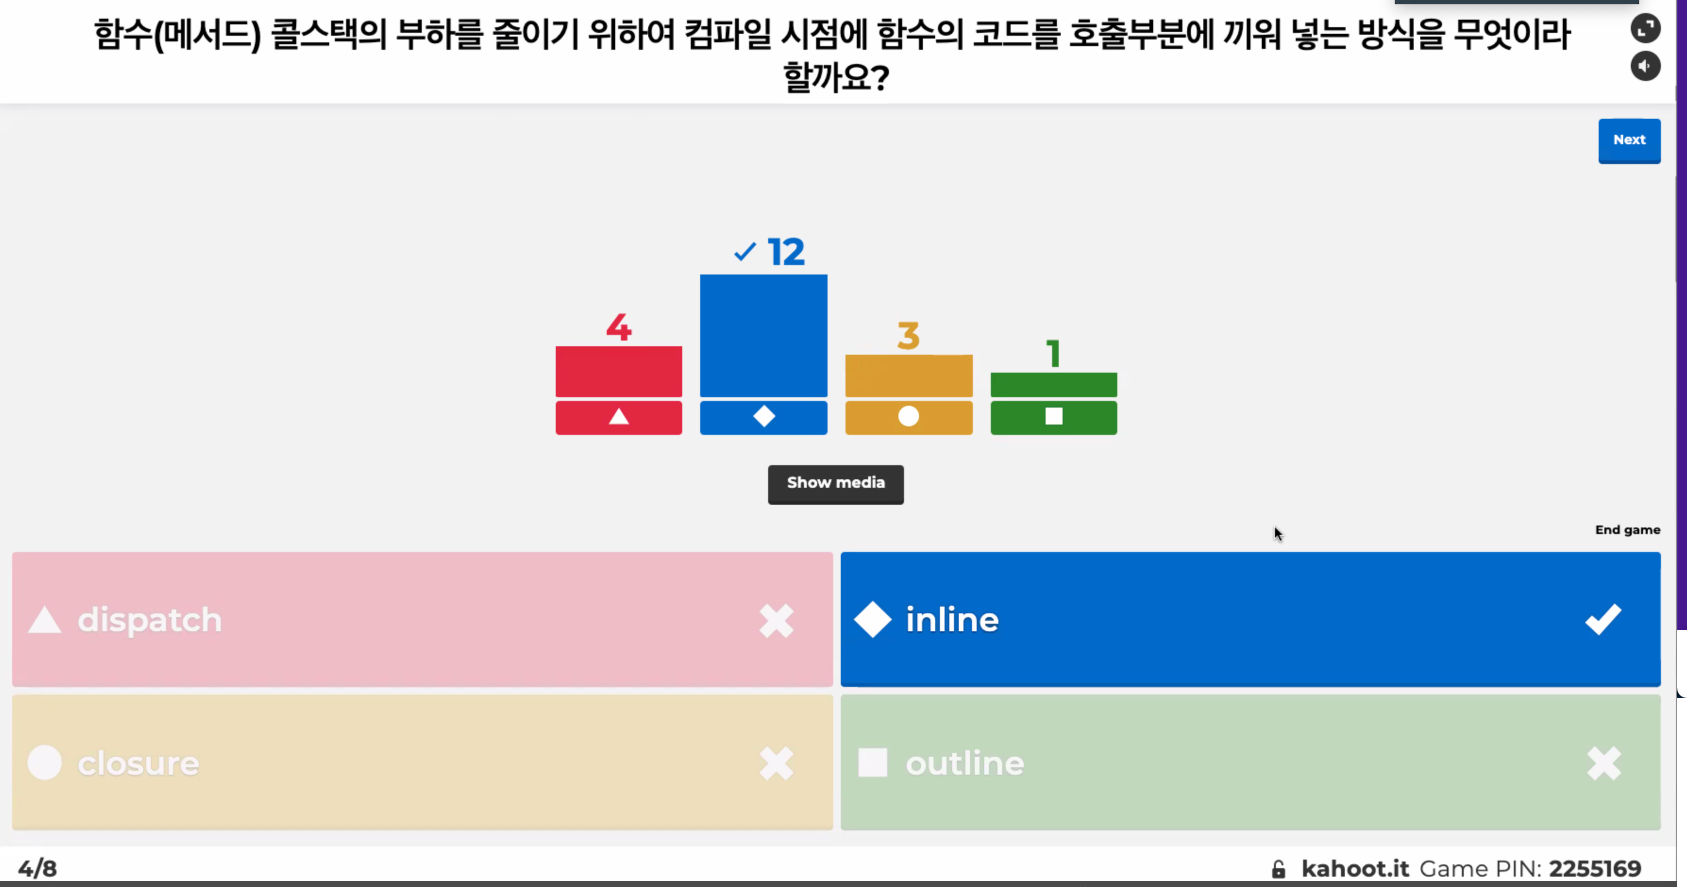 함수(메서드) 콜스택의 부하를 줄이기 위하여 컴파일 시점에 함수의 코드를 호출부분에 끼워 넣는 방식을 무엇이라
할까요?
Next
4
12
3
1
Show media
End game
dispatch
inline
closure
outline
4/8
kahoot.it Game PIN: 2255169